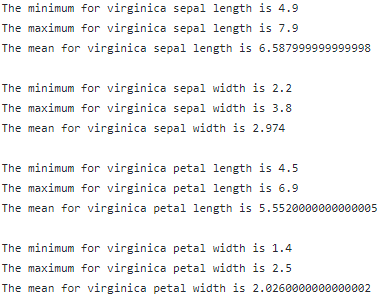 The minimum for virginica sepal length is 4.9
The maximum for virginica sepal length is 7.9
The mean for virginica sepal length is 6.587999999999998
The minimum for virginica sepal width is 2.2
The maximum for virginica sepal width is 3.8
The mean for virginica sepal width is 2.974
The minimum for virginica petal length is 4.5
The maximum for virginica petal length is 6.9
The mean for virginica petal length is 5.5520000000000005
The minimum for virginica petal width is 1.4
The maximum for virginica petal width is 2.5
The mean for virginica petal width is 2.0260000000000002